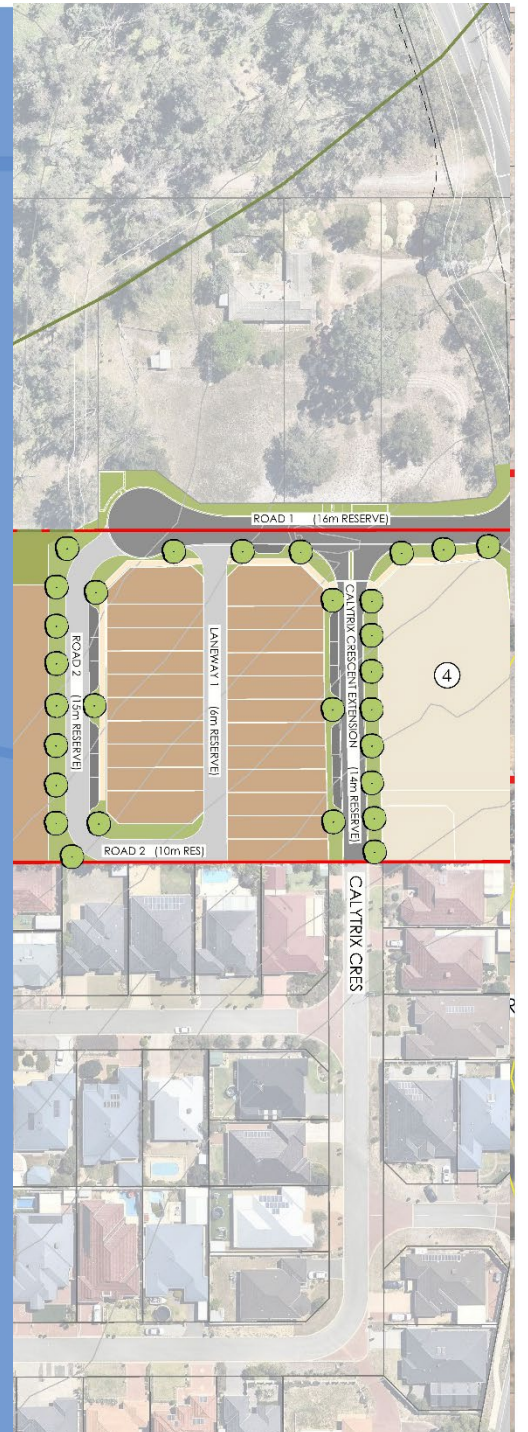 ROAD 1 (16m RESERVE)
ROAD 2 (15m RESERVE)
LANEWAY 1 (6m RESERVE)
CALYTRIX CRESCENT EXTENSION (14m RESERVE)
4
ROAD 2 (10m RES)
CALYTRIX CRES